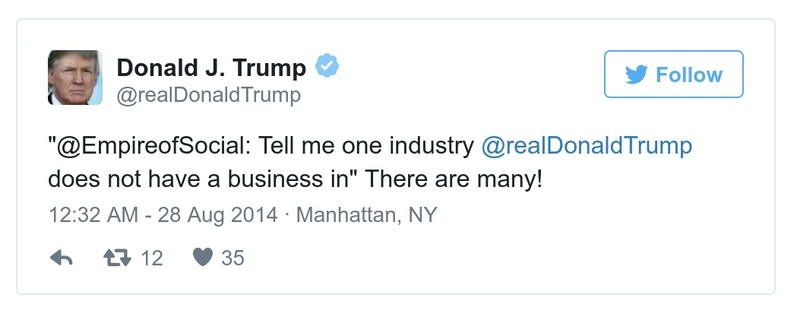 Donald J. Trump
@realDonaldTrump
Follow
"@EmpireofSocial: Tell me one industry @realDonaldTrump
does not have a business in" There are many!
12:32 AM - 28 Aug 2014 · Manhattan, NY
12 35